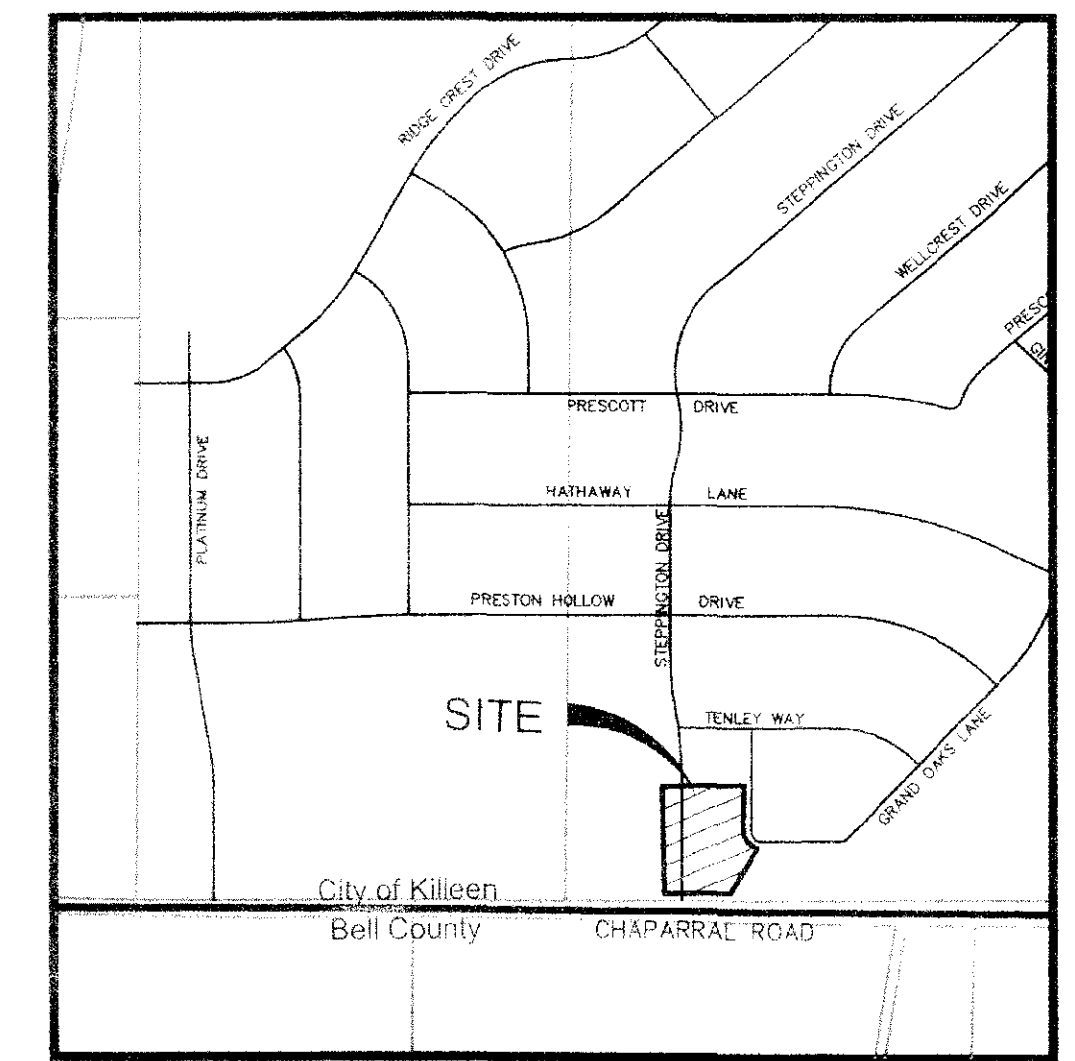 RIDGE CREST DRIVE
STEPPINGTON DRIVE
WELLCREST DRIVE
PRESC
GIN
PRESCOTT DRIVE
PLATINUM DRIVE
HATHAWAY LANE
STEPPINGTON DRIVE
PRESTON HOLLOW DRIVE
SITE
TENLEY WAY
GRAND OAKS LANE
City of Killeen
Bell County
CHAPARRAL ROAD